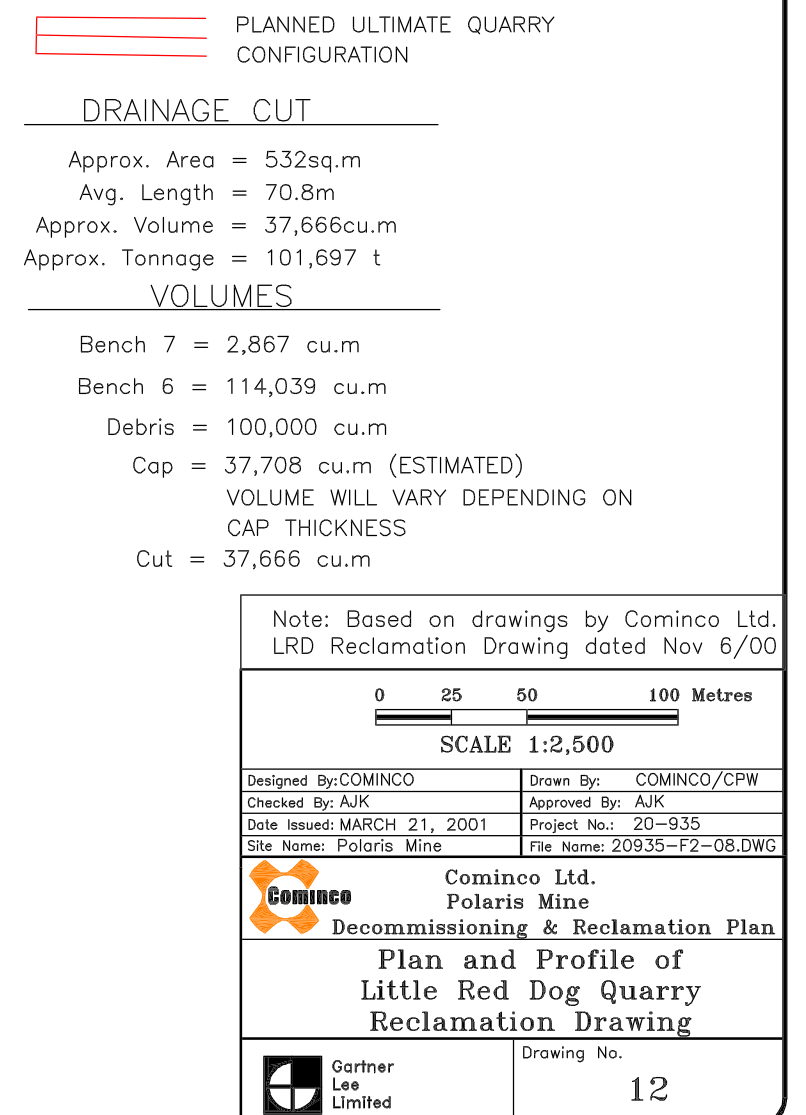 PLANNED ULTIMATE QUARRY
CONFIGURATION
DRAINAGE CUT
Approx. Area = 532sq.m
Avg. Length = 70.8m
Approx. Volume = 37,666cu.m
Approx. Tonnage = 101,697 t
VOLUMES
Bench 7 = 2,867 cu.m
Bench 6 = 114,039 cu.m
Debris = 100,000 cu.m
Cap = 37,708 cu.m (ESTIMATED)
VOLUME WILL VARY DEPENDING ON
CAP THICKNESS
Cut = 37,666 cu.m
Note: Based on drawings by Cominco Ltd.
LRD Reclamation Drawing dated Nov 6/00
0 25 50 100 Metres
SCALE 1:2,500
Designed By: COMINCO Drawn By: COMINCO/CPW
Checked By: AJK Approved By: AJK
Date Issued: MARCH 21, 2001 Project No.: 20-935
Site Name: Polaris Mine File Name: 20935-F2-08.DWG
Cominco
Cominco Ltd.
Polaris Mine
Decommissioning & Reclamation Plan
Plan and Profile of
Little Red Dog Quarry
Reclamation Drawing
Gartner
Lee
Limited
Drawing No.
12